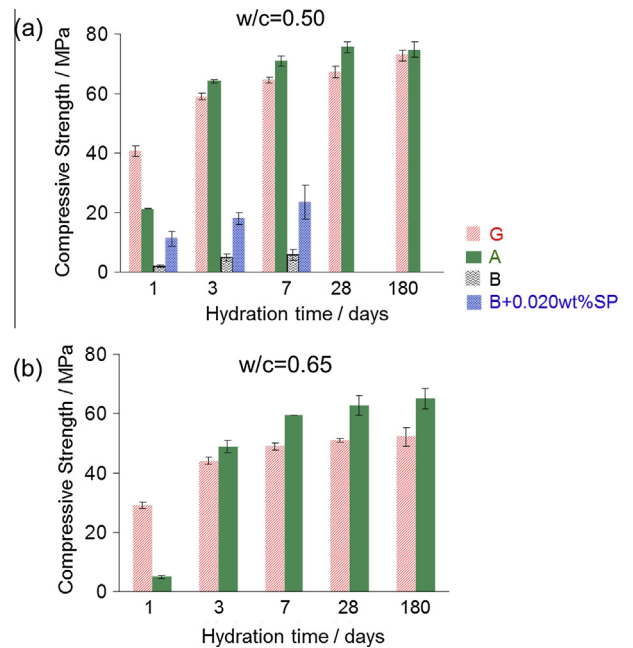 (a)
w/c=0.50
Compressive Strength / MPa
80
60
40
20
0
1 3 7 28 180
Hydration time / days
G
A
B
B+0.020wt%SP
(b)
w/c=0.65
Compressive Strength / MPa
80
60
40
20
0
1 3 7 28 180
Hydration time / days